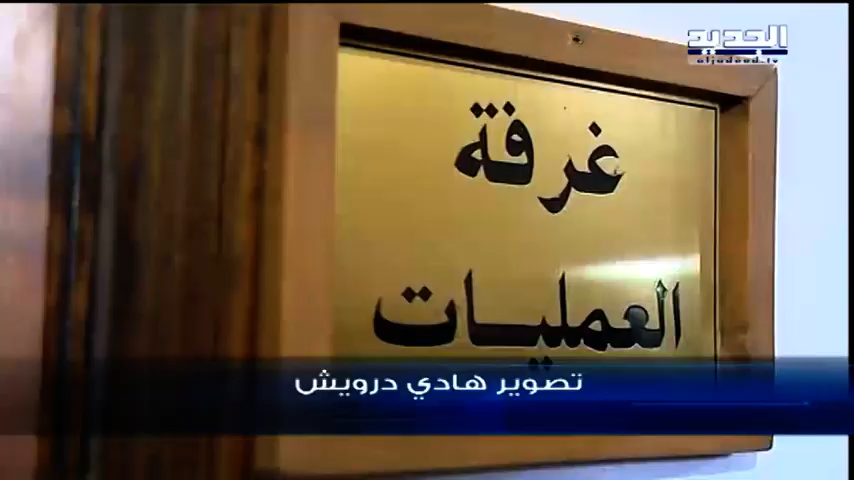 الجديد
aljadeed.tv
غرفة
العمليات
تصوير هادي درويش